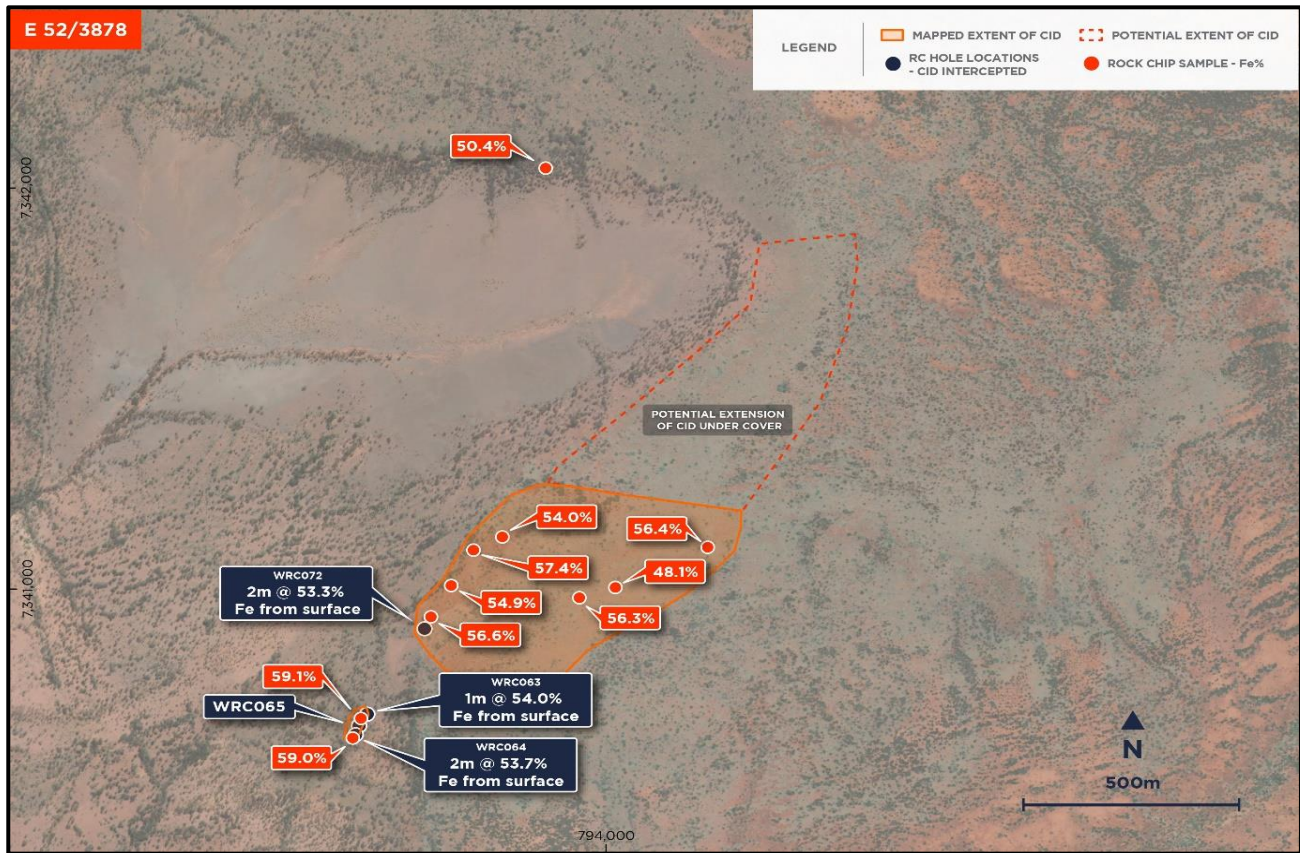 E 52/3878
LEGEND
MAPPED EXTENT OF CID
POTENTIAL EXTENT OF CID
RC HOLE LOCATIONS
- CID INTERCEPTED
ROCK CHIP SAMPLE - Fe%
50.4%
7,342,000
POTENTIAL EXTENSION
OF CID UNDER COVER
54.0%
56.4%
57.4%
48.1%
7,341,000
WRC072
2m @ 53.3%
Fe from surface
54.9%
56.3%
56.6%
59.1%
WRC063
1m @ 54.0%
Fe from surface
WRC065
59.0%
WRC064
2m @ 53.7%
Fe from surface
N
500m
794,000